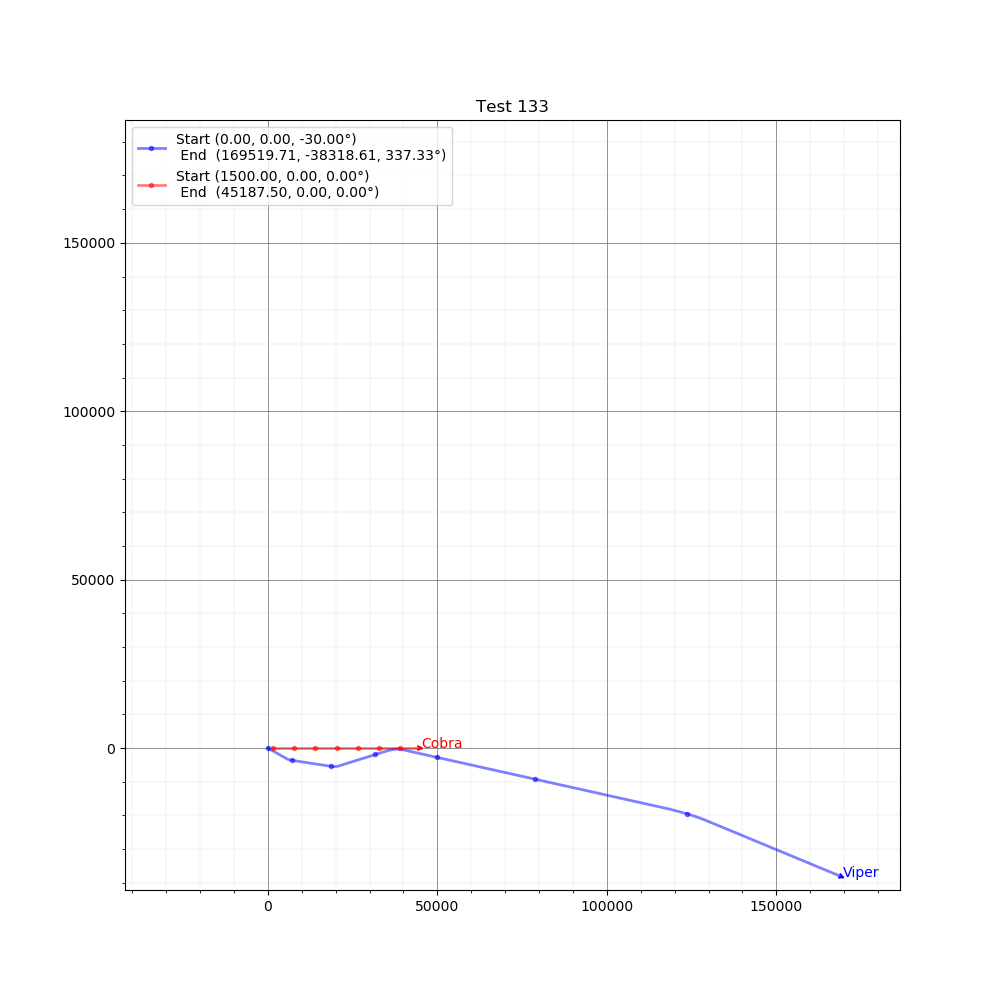 Test 133
Start (0.00, 0.00, -30.00°)
End (169519.71, -38318.61, 337.33°)
Start (1500.00, 0.00, 0.00°)
End (45187.50, 0.00, 0.00°)
150000
100000
50000
0
Cobra
Viper
0
50000
100000
150000